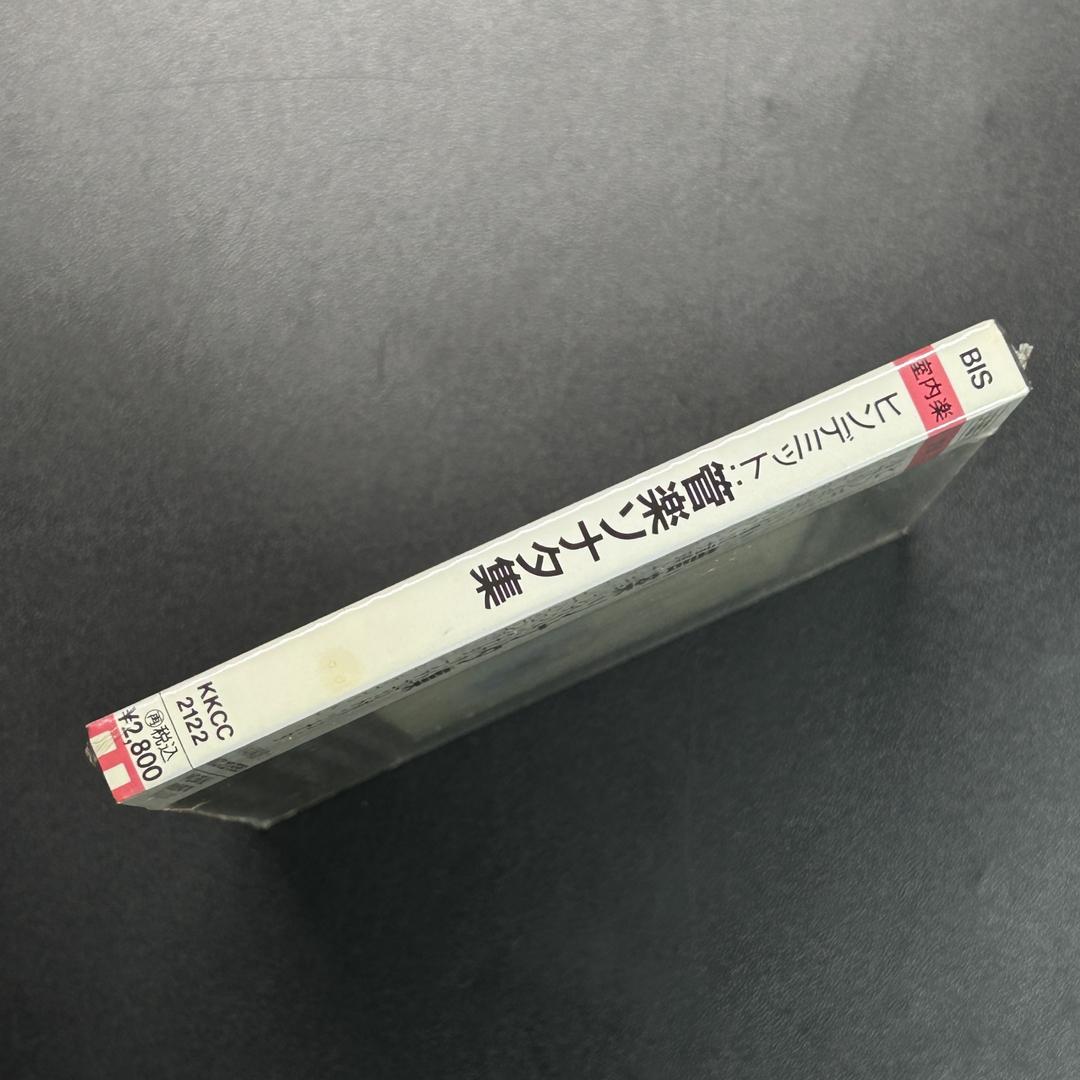 BIS
室内楽
ヒンデミット:管楽ソナタ集
KKCC
2122
再税込
¥2,800